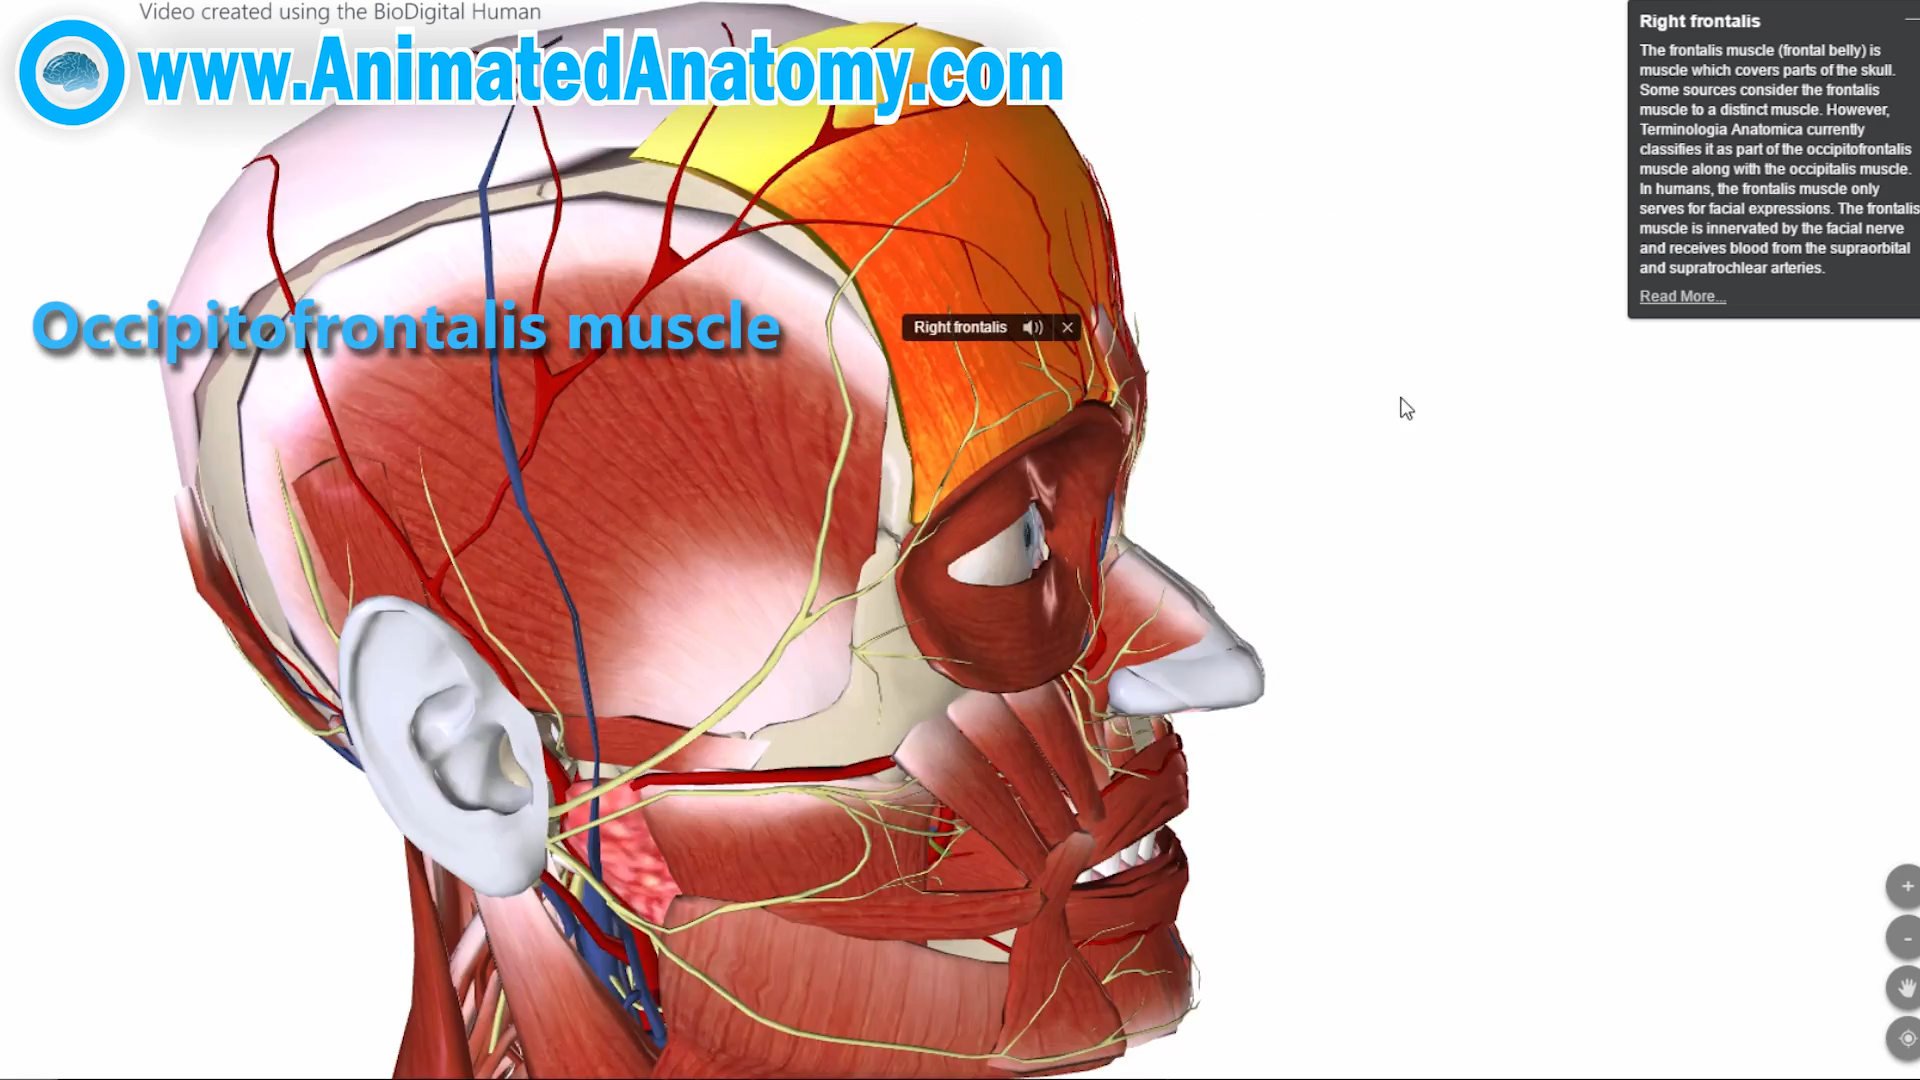 Video created using the BioDigital Human
www.AnimatedAnatomy.com
Occipitofrontalis muscle
Right frontalis
Right frontalis
The frontalis muscle (frontal belly) is
muscle which covers parts of the skull.
Some sources consider the frontalis
muscle to a distinct muscle. However,
Terminologia Anatomica currently
classifies it as part of the occipitofrontalis
muscle along with the occipitalis muscle.
In humans, the frontalis muscle only
serves for facial expressions. The frontalis
muscle is innervated by the facial nerve
and receives blood from the supraorbital
and supratrochlear arteries.
Read More...